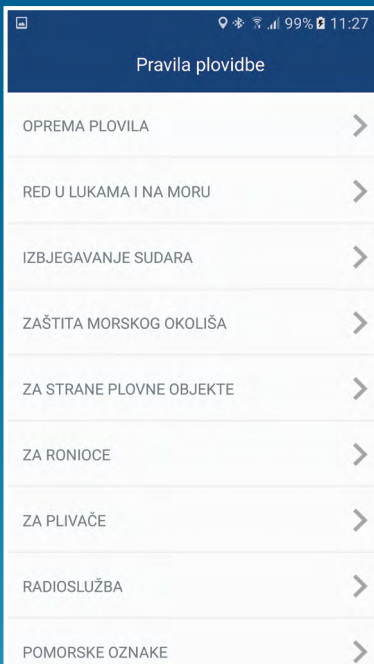 99% 11:27
Pravila plovidbe
OPREMA PLOVILA
RED U LUKAMA I NA MORU
IZBJEGAVANJE SUDARA
ZAŠTITA MORSKOG OKOLIŠA
ZA STRANE PLOVNE OBJEKTE
ZA RONIOCE
ZA PLIVAČE
RADIOSLUŽBA
POMORSKE OZNAKE